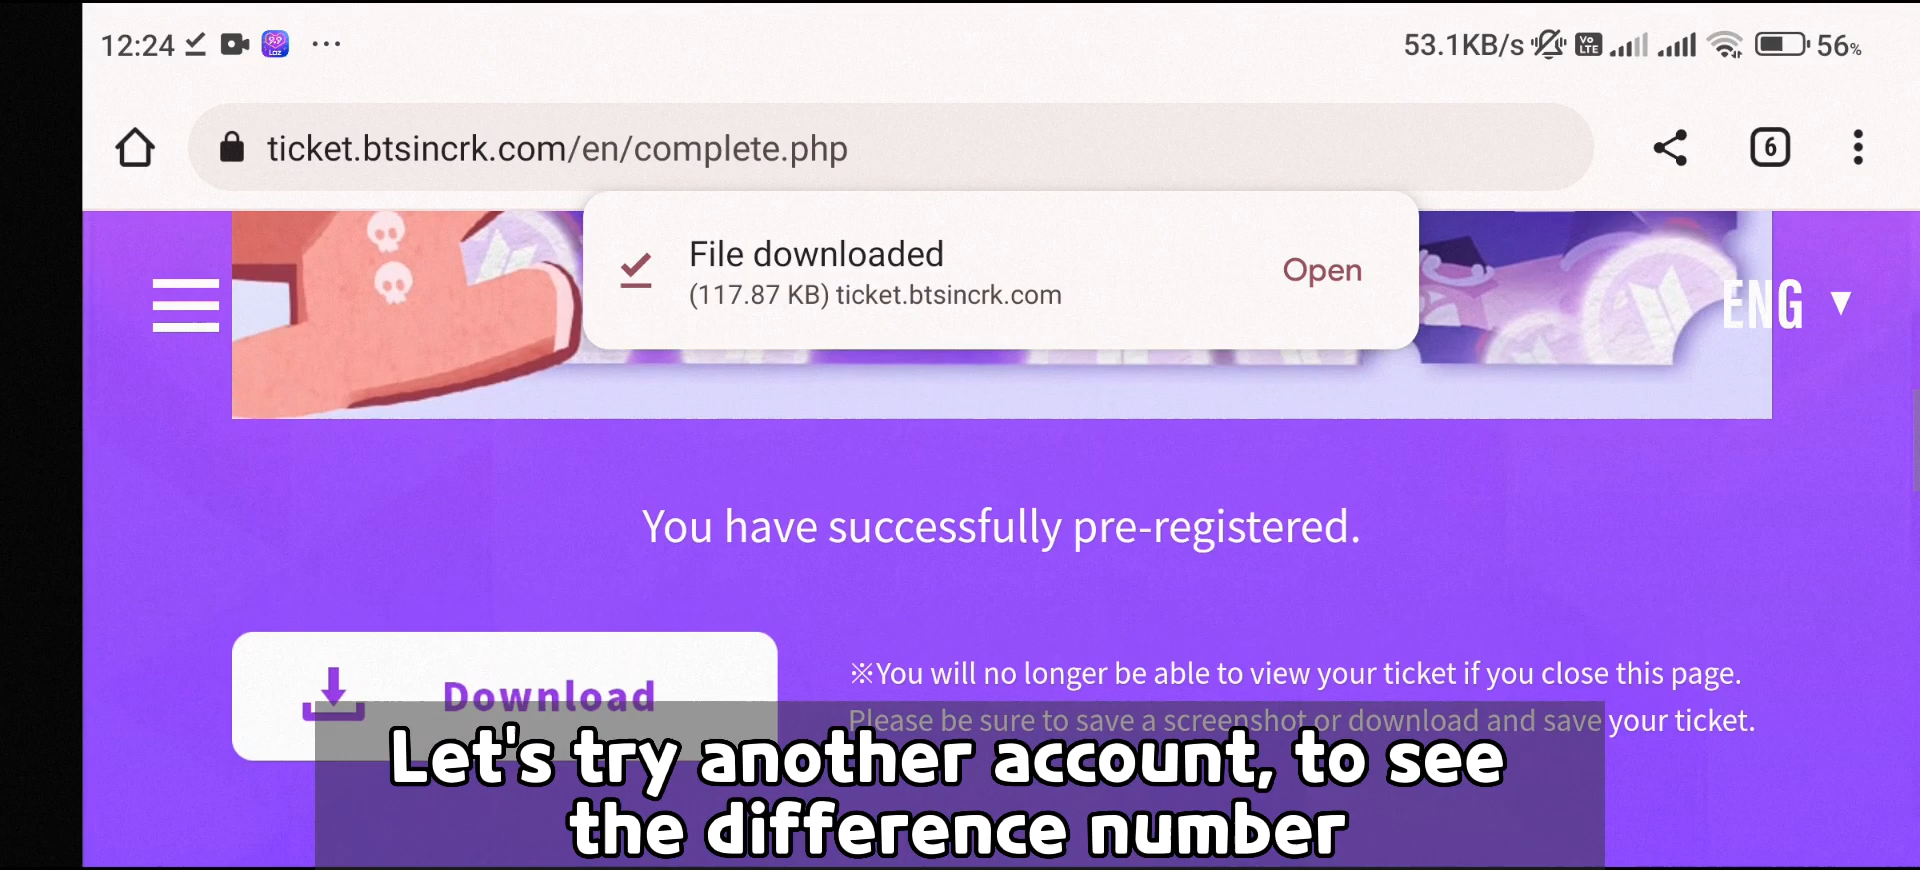 12:24
53.1KB/s Vo LTE 56%
ticket.btsincrk.com/en/complete.php
6
File downloaded
(117.87 KB) ticket.btsincrk.com
Open
ENG ▼
You have successfully pre-registered.
Download
※You will no longer be able to view your ticket if you close this page.
Please be sure to save a screenshot or download and save your ticket.
Let's try another account, to see
the difference number